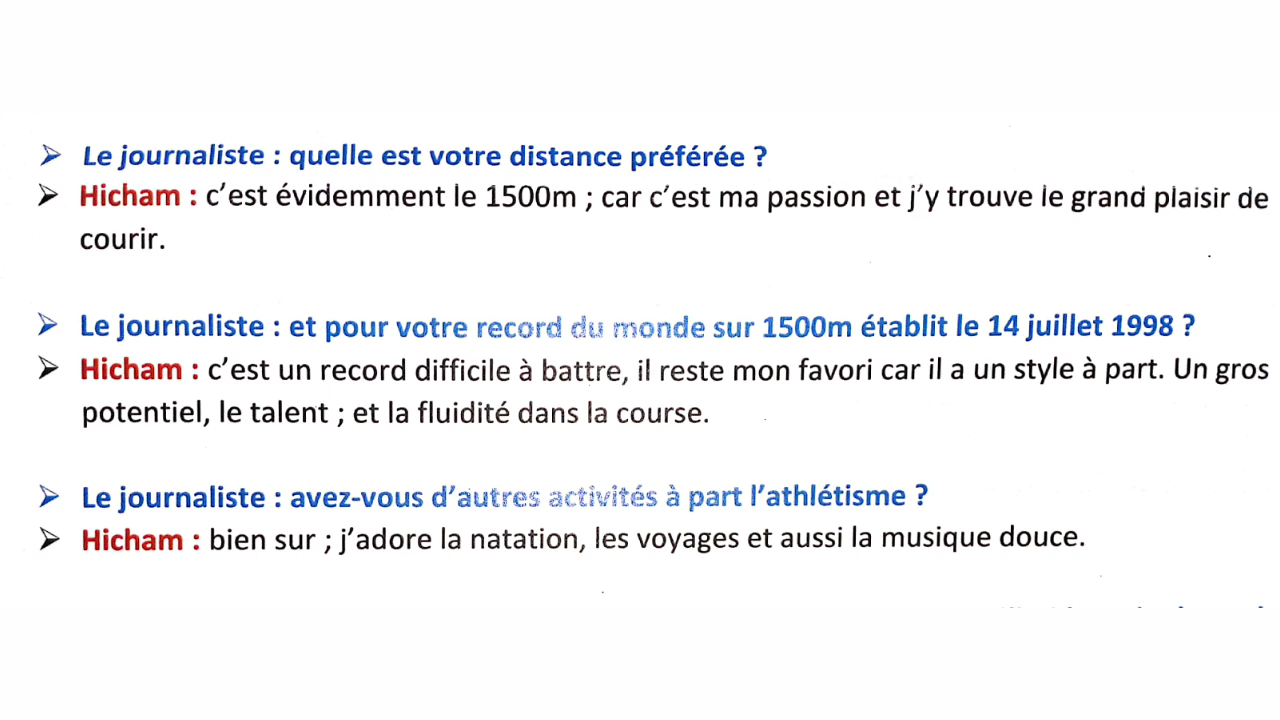 ➢ Le journaliste : quelle est votre distance préférée ?
➢ Hicham : c'est évidemment le 1500m ; car c'est ma passion et j'y trouve le grand plaisir de
courir.
➢ Le journaliste : et pour votre record du monde sur 1500m établit le 14 juillet 1998 ?
➢ Hicham : c'est un record difficile à battre, il reste mon favori car il a un style à part. Un gros
potentiel, le talent ; et la fluidité dans la course.
➢ Le journaliste : avez-vous d'autres activités à part l'athlétisme ?
➢ Hicham : bien sur ; j'adore la natation, les voyages et aussi la musique douce.